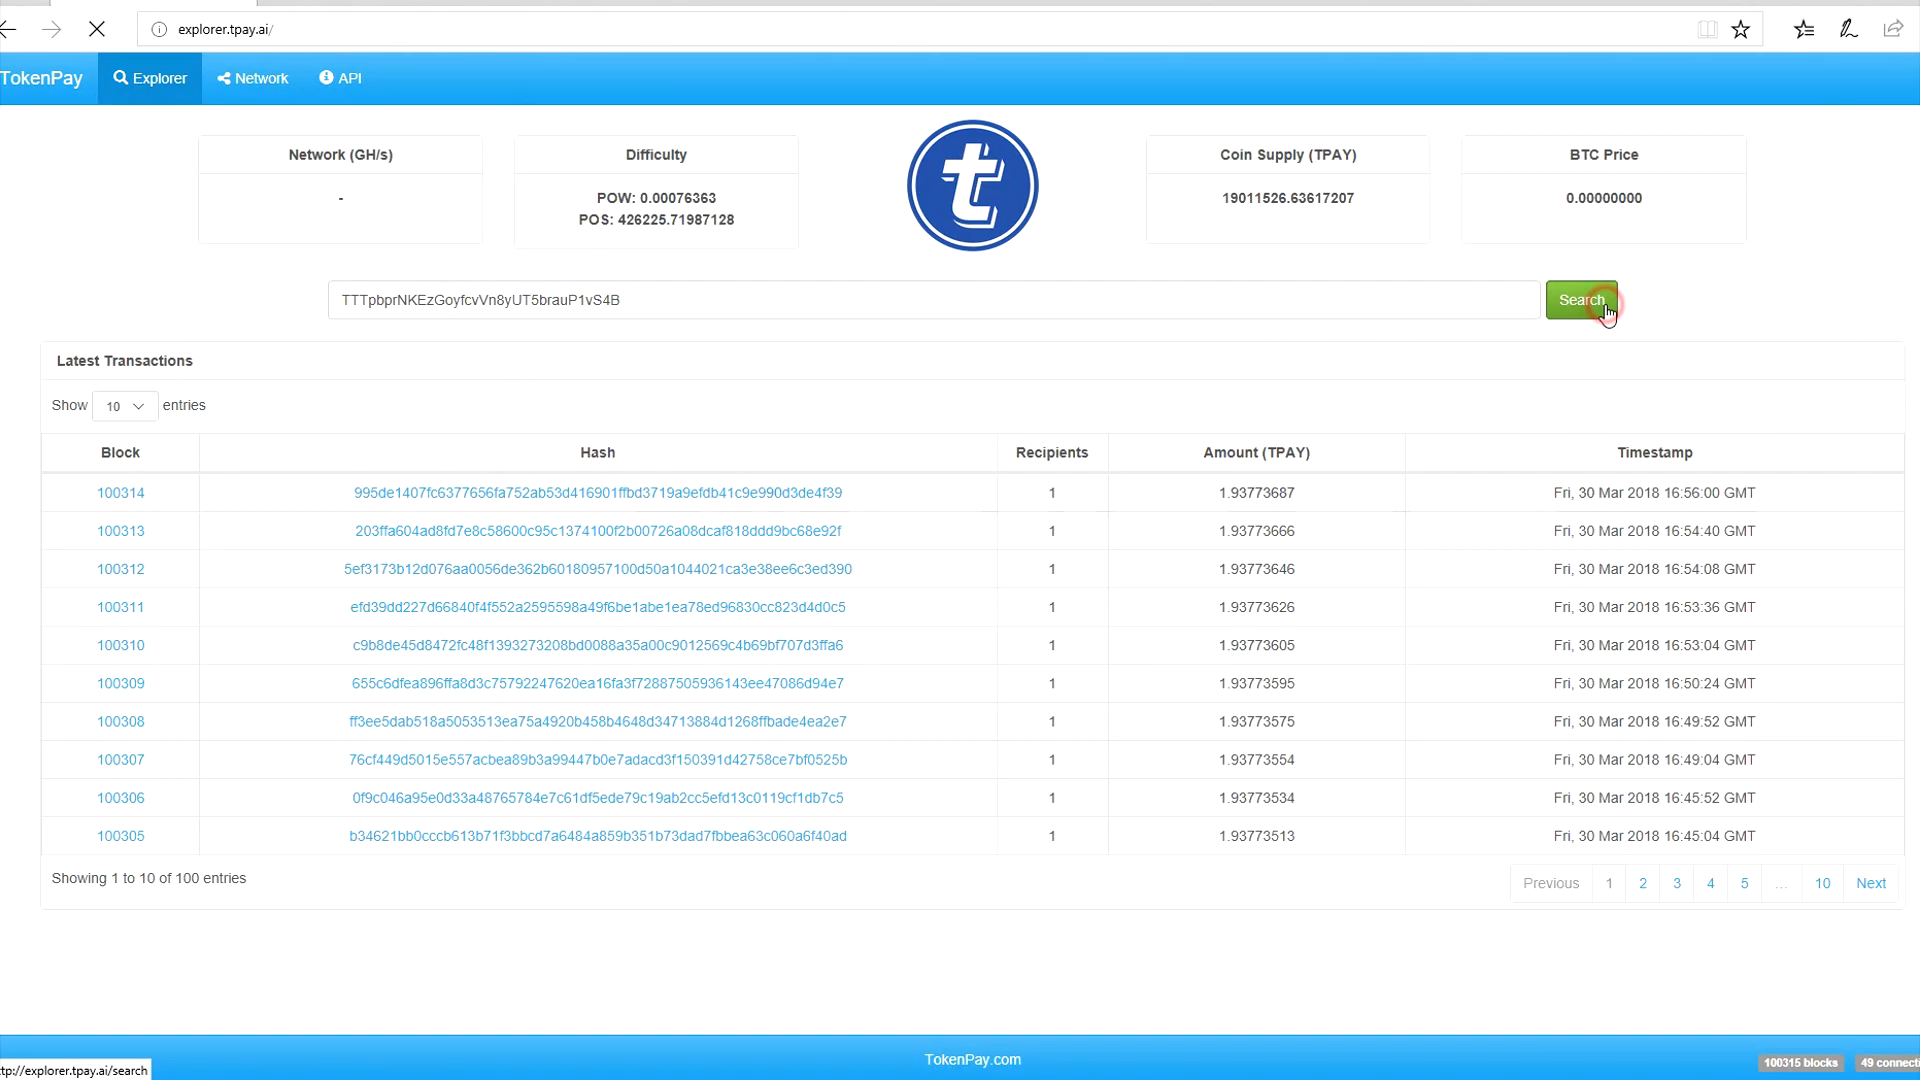 explorer.tpay.ai/
TokenPay Explorer Network API
Network (GH/s) Difficulty Coin Supply (TPAY) BTC Price
- POW: 0.00076363 19011526.63617207 0.00000000
POS: 426225.71987128
TTTpbprNKEzGoyfcvVn8yUT5brauP1vS4B Search
Latest Transactions
Show 10 entries
Block Hash Recipients Amount (TPAY) Timestamp
100314 995de1407fc6377656fa752ab53d416901ffbd3719a9efdb41c9e990d3de4f39 1 1.93773687 Fri, 30 Mar 2018 16:56:00 GMT
100313 203ffa604ad8fd7e8c58600c95c1374100f2b00726a08dcaf818ddd9bc68e92f 1 1.93773666 Fri, 30 Mar 2018 16:54:40 GMT
100312 5ef3173b12d076aa0056de362b60180957100d50a1044021ca3e38ee6c3ed390 1 1.93773646 Fri, 30 Mar 2018 16:54:08 GMT
100311 efd39dd227d66840f4f552a2595598a49f6be1abe1ea78ed96830cc823d4d0c5 1 1.93773626 Fri, 30 Mar 2018 16:53:36 GMT
100310 c9b8de45d8472fc48f1393273208bd0088a35a00c9012569c4b69bf707d3ffa6 1 1.93773605 Fri, 30 Mar 2018 16:53:04 GMT
100309 655c6dfea896ffa8d3c75792247620ea16fa3f72887505936143ee47086d94e7 1 1.93773595 Fri, 30 Mar 2018 16:50:24 GMT
100308 ff3ee5dab518a5053513ea75a4920b458b4648d34713884d1268ffbade4ea2e7 1 1.93773575 Fri, 30 Mar 2018 16:49:52 GMT
100307 76cf449d5015e557acbea89b3a99447b0e7adacd3f150391d42758ce7bf0525b 1 1.93773554 Fri, 30 Mar 2018 16:49:04 GMT
100306 0f9c046a95e0d33a48765784e7c61df5ede79c19ab2cc5efd13c0119cf1db7c5 1 1.93773534 Fri, 30 Mar 2018 16:45:52 GMT
100305 b34621bb0cccb613b71f3bbcd7a6484a859b351b73dad7fbbea63c060a6f40ad 1 1.93773513 Fri, 30 Mar 2018 16:45:04 GMT
Showing 1 to 10 of 100 entries Previous 1 2 3 4 5 … 10 Next
TokenPay.com
100315 blocks 49 connecti
tp://explorer.tpay.ai/search